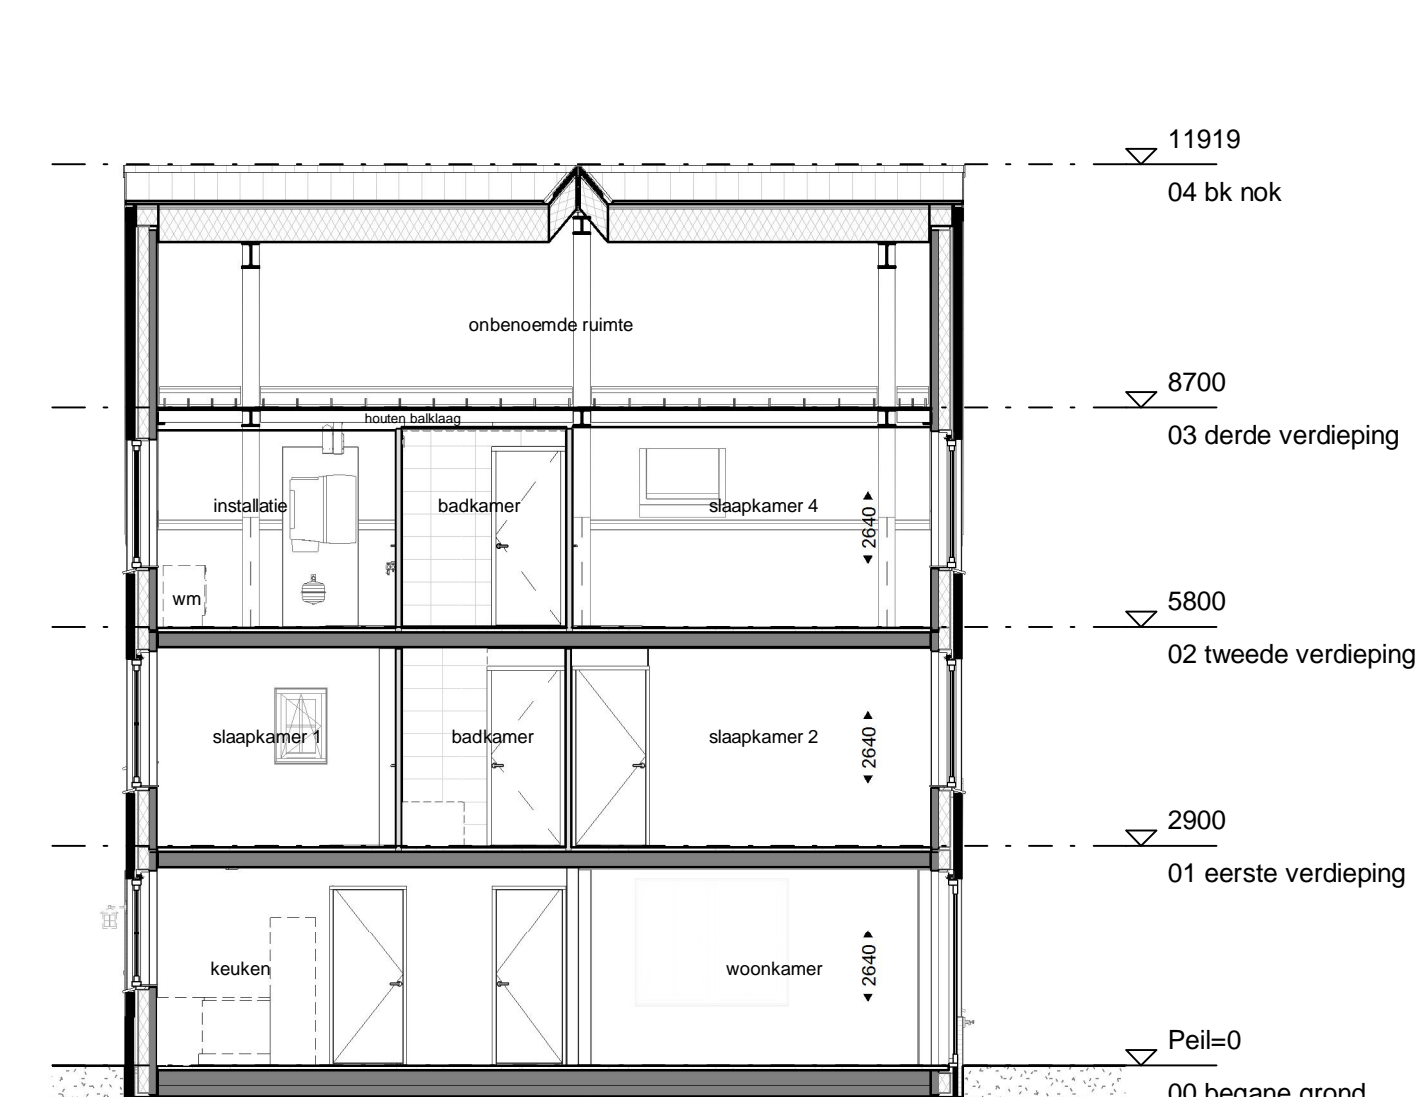 11919
04 bk nok
onbenoemde ruimte
8700
03 derde verdieping
houten balklaag
installatie
badkamer
slaapkamer 4
2640
wm
5800
02 tweede verdieping
slaapkamer 1
badkamer
slaapkamer 2
2640
2900
01 eerste verdieping
keuken
woonkamer
2640
Peil=0
00 begane grond